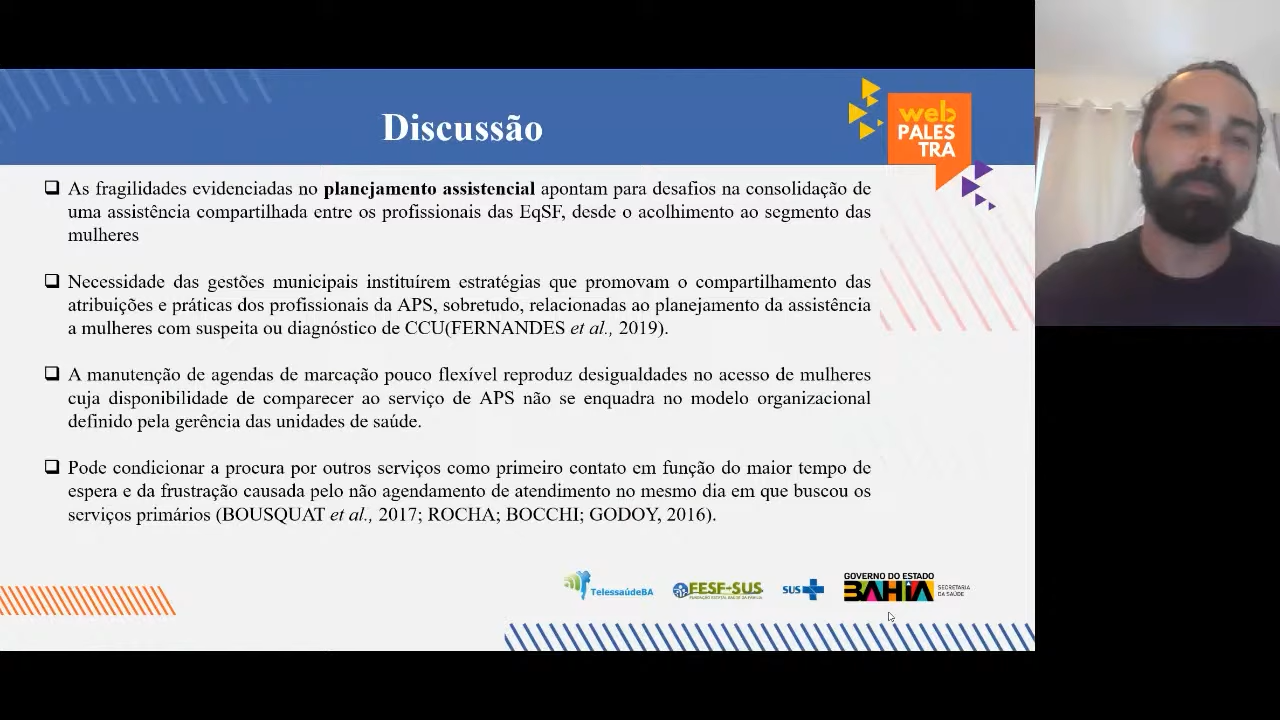 Discussão
web
PALES
TRA
As fragilidades evidenciadas no planejamento assistencial apontam para desafios na consolidação de
uma assistência compartilhada entre os profissionais das EqSF, desde o acolhimento ao segmento das
mulheres
Necessidade das gestões municipais instituírem estratégias que promovam o compartilhamento das
atribuições e práticas dos profissionais da APS, sobretudo, relacionadas ao planejamento da assistência
a mulheres com suspeita ou diagnóstico de CCU(FERNANDES et al., 2019).
A manutenção de agendas de marcação pouco flexível reproduz desigualdades no acesso de mulheres
cuja disponibilidade de comparecer ao serviço de APS não se enquadra no modelo organizacional
definido pela gerência das unidades de saúde.
Pode condicionar a procura por outros serviços como primeiro contato em função do maior tempo de
espera e da frustração causada pelo não agendamento de atendimento no mesmo dia em que buscou os
serviços primários (BOUSQUAT et al., 2017; ROCHA; BOCCHI; GODOY, 2016).
TelessaúdeBA
FESF-SUS
SUS
GOVERNO DO ESTADO
BAHIA
SECRETARIA
DA SAÚDE